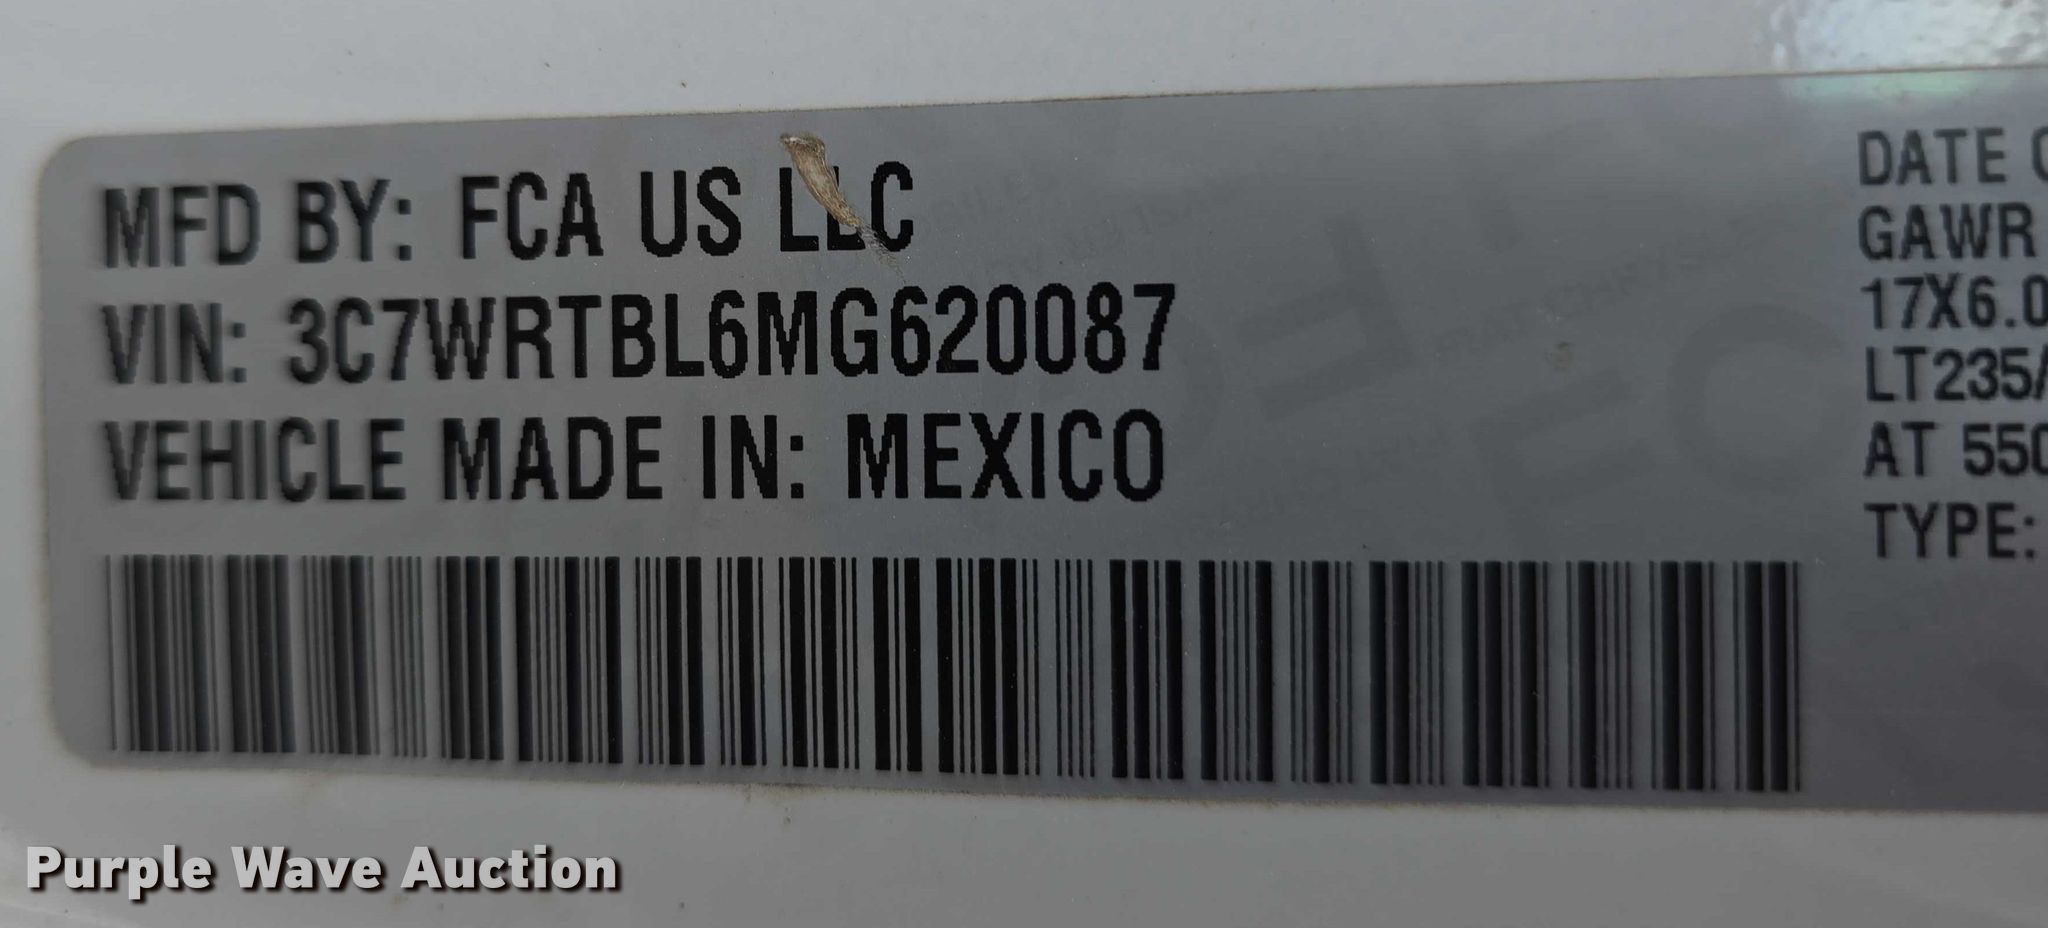 MFD BY: FCA US LLC
VIN: 3C7WRTBL6MG620087
VEHICLE MADE IN: MEXICO
DATE O
GAWR
17X6.0
LT235/
AT 550
TYPE:
Purple Wave Auction